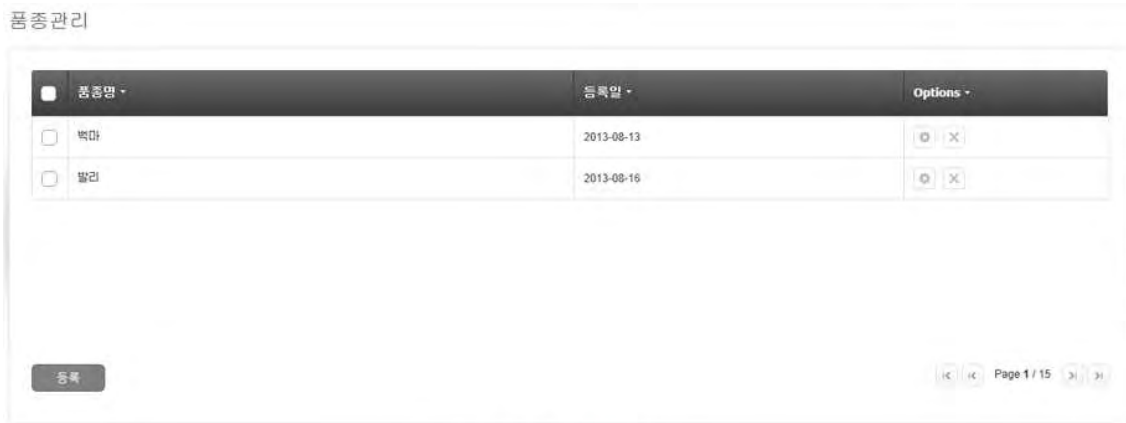 품종관리
품종명
등록일
Options
백마
2013-08-13
발리
2013-08-16
등록
Page 1 / 15